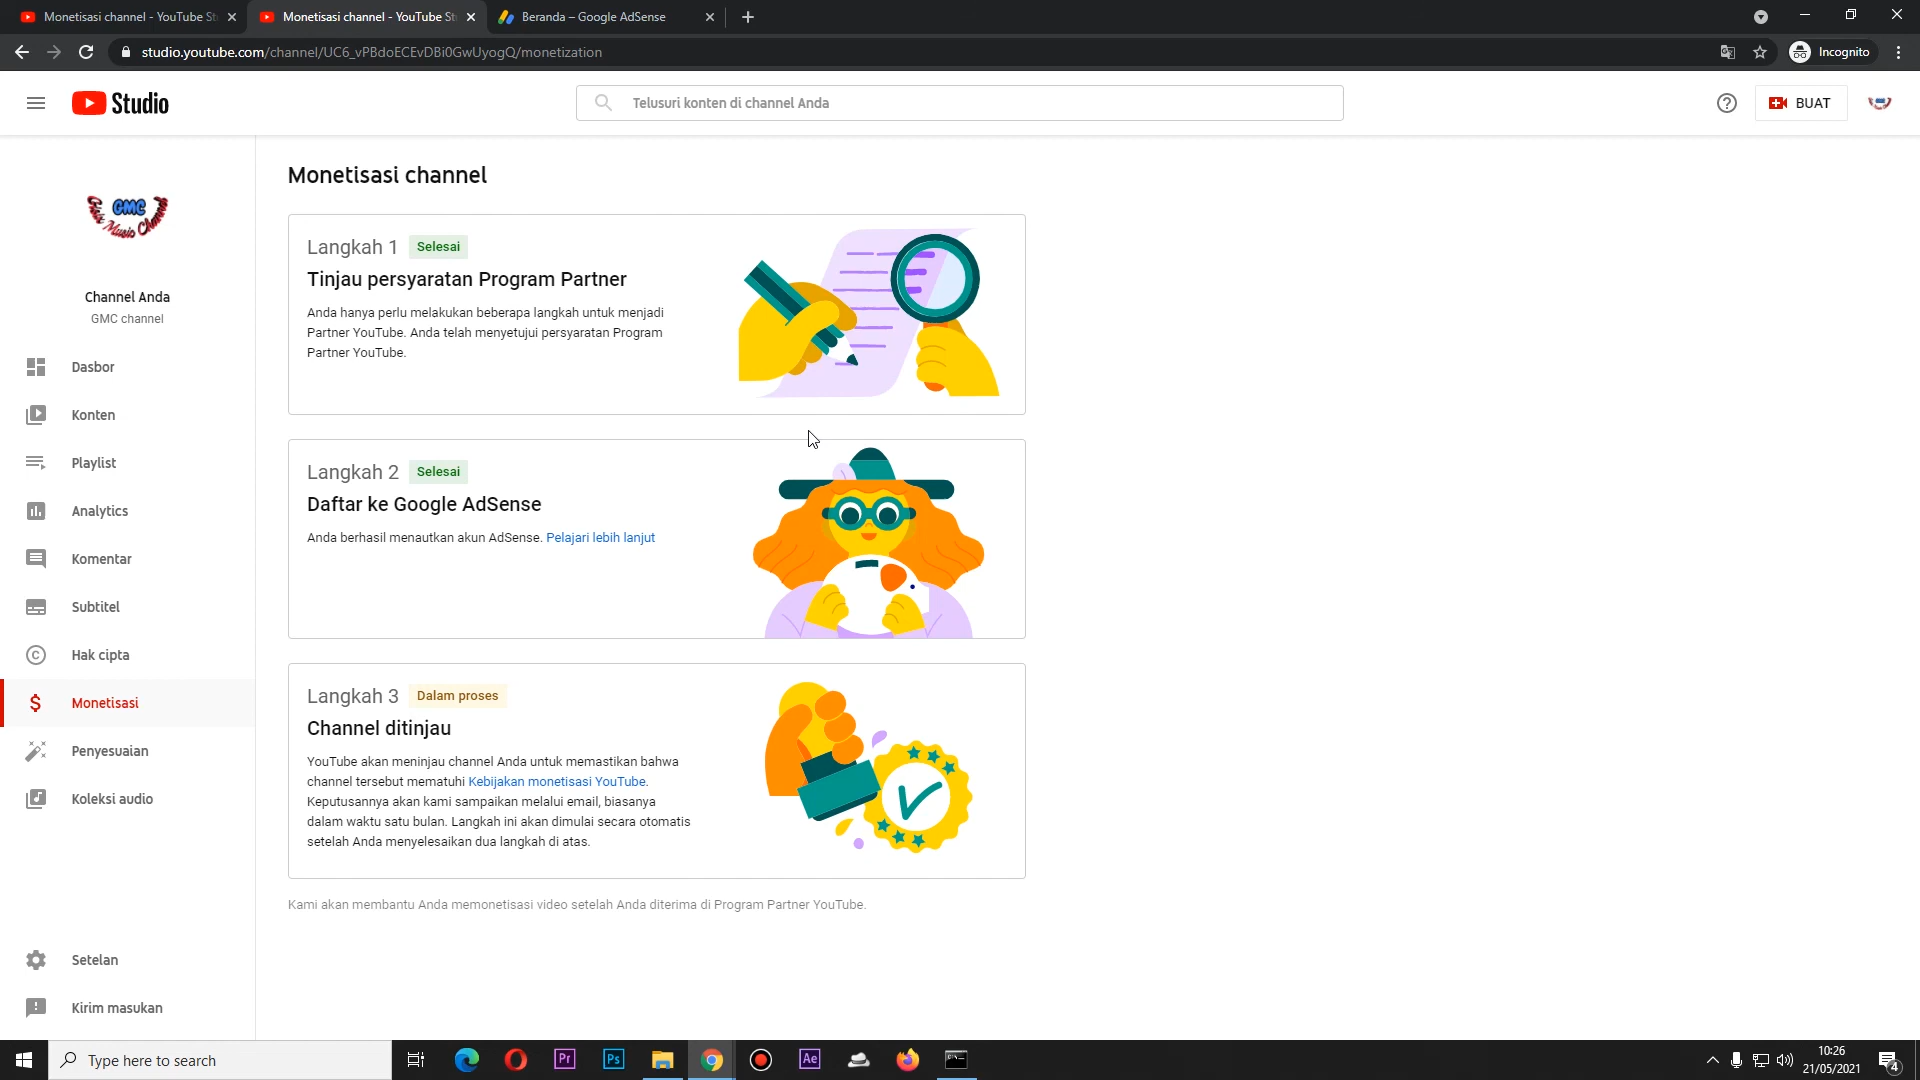 Monetisasi channel - YouTube St
Monetisasi channel - YouTube St
Beranda – Google AdSense
studio.youtube.com/channel/UC6_vPBdoECEvDBi0GwUyogQ/monetization
Incognito
Studio
Telusuri konten di channel Anda
BUAT
GMC
Music Channel
Channel Anda
GMC channel
Dasbor
Konten
Playlist
Analytics
Komentar
Subtitel
Hak cipta
Monetisasi
Penyesuaian
Koleksi audio
Setelan
Kirim masukan
Monetisasi channel
Langkah 1 Selesai
Tinjau persyaratan Program Partner
Anda hanya perlu melakukan beberapa langkah untuk menjadi
Partner YouTube. Anda telah menyetujui persyaratan Program
Partner YouTube.
Langkah 2 Selesai
Daftar ke Google AdSense
Anda berhasil menautkan akun AdSense. Pelajari lebih lanjut
Langkah 3 Dalam proses
Channel ditinjau
YouTube akan meninjau channel Anda untuk memastikan bahwa
channel tersebut mematuhi Kebijakan monetisasi YouTube.
Keputusannya akan kami sampaikan melalui email, biasanya
dalam waktu satu bulan. Langkah ini akan dimulai secara otomatis
setelah Anda menyelesaikan dua langkah di atas.
Kami akan membantu Anda memonetisasi video setelah Anda diterima di Program Partner YouTube.
Type here to search
Pr
Ps
Ae
10:26
21/05/2021
4